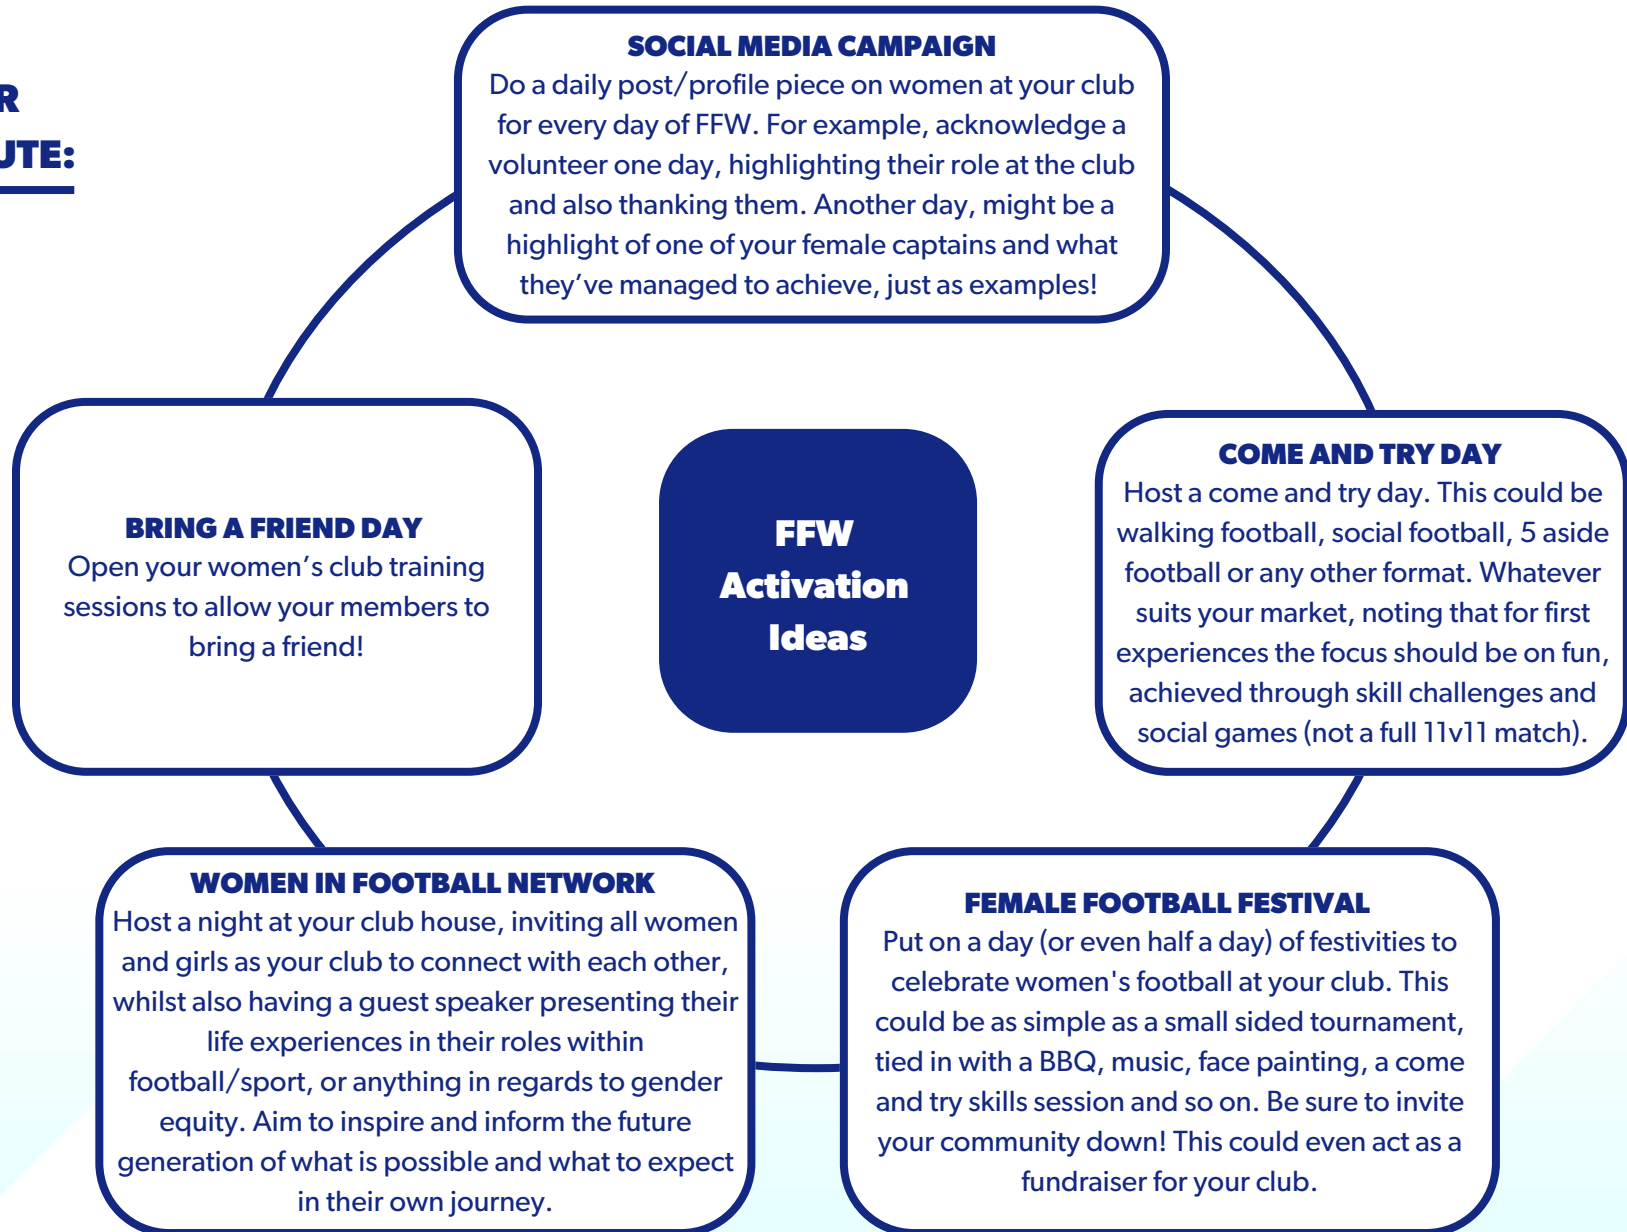 R
UTE:
SOCIAL MEDIA CAMPAIGN
Do a daily post/profile piece on women at your club
for every day of FFW. For example, acknowledge a
volunteer one day, highlighting their role at the club
and also thanking them. Another day, might be a
highlight of one of your female captains and what
they've managed to achieve, just as examples!
COME AND TRY DAY
Host a come and try day. This could be
walking football, social football, 5 aside
football or any other format. Whatever
suits your market, noting that for first
experiences the focus should be on fun,
achieved through skill challenges and
social games (not a full 11v11 match).
BRING A FRIEND DAY
Open your women's club training
sessions to allow your members to
bring a friend!
FFW
Activation
Ideas
WOMEN IN FOOTBALL NETWORK
Host a night at your club house, inviting all women
and girls as your club to connect with each other,
whilst also having a guest speaker presenting their
life experiences in their roles within
football/sport, or anything in regards to gender
equity. Aim to inspire and inform the future
generation of what is possible and what to expect
in their own journey.
FEMALE FOOTBALL FESTIVAL
Put on a day (or even half a day) of festivities to
celebrate women's football at your club. This
could be as simple as a small sided tournament,
tied in with a BBQ, music, face painting, a come
and try skills session and so on. Be sure to invite
your community down! This could even act as a
fundraiser for your club.